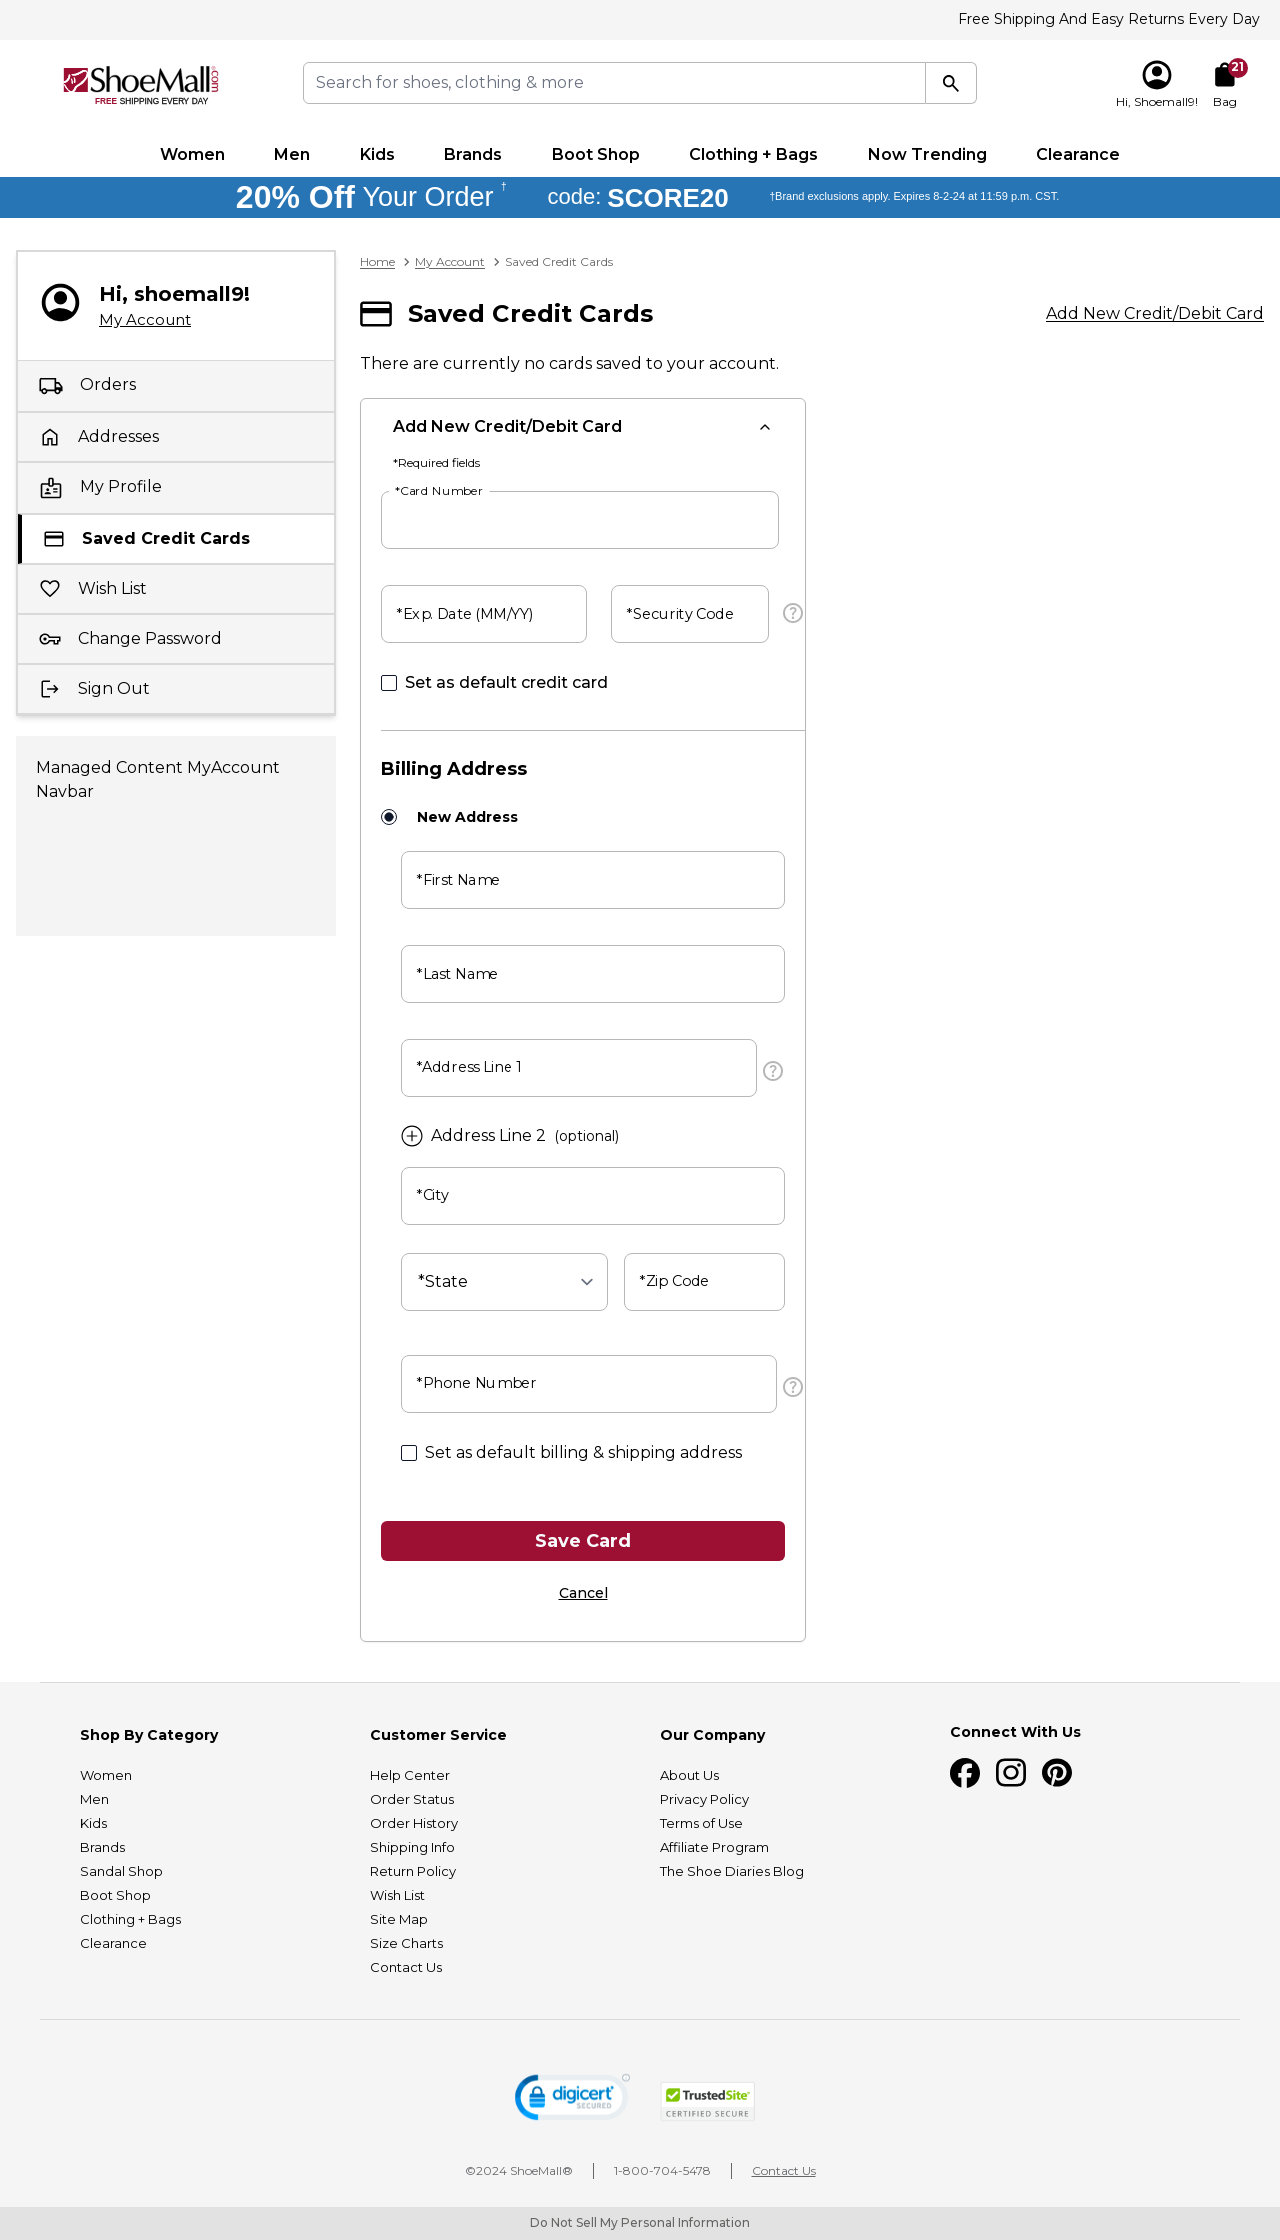 Free Shipping And Easy Returns Every Day
ShoeMall.com
FREE SHIPPING EVERY DAY
Search for shoes, clothing & more
Hi, Shoemall9!
21
Bag
Women Men Kids Brands Boot Shop Clothing + Bags Now Trending Clearance
20% Off Your Order † code: SCORE20 †Brand exclusions apply. Expires 8-2-24 at 11:59 p.m. CST.
Hi, shoemall9!
My Account
Orders
Addresses
My Profile
Saved Credit Cards
Wish List
Change Password
Sign Out
Managed Content MyAccount
Navbar
Home > My Account > Saved Credit Cards
Saved Credit Cards
Add New Credit/Debit Card
There are currently no cards saved to your account.
Add New Credit/Debit Card
*Required fields
*Card Number
*Exp. Date (MM/YY) *Security Code ?
Set as default credit card
Billing Address
New Address
*First Name
*Last Name
*Address Line 1 ?
Address Line 2 (optional)
*City
*State *Zip Code
*Phone Number ?
Set as default billing & shipping address
Save Card
Cancel
Shop By Category
Women
Men
Kids
Brands
Sandal Shop
Boot Shop
Clothing + Bags
Clearance
Customer Service
Help Center
Order Status
Order History
Shipping Info
Return Policy
Wish List
Site Map
Size Charts
Contact Us
Our Company
About Us
Privacy Policy
Terms of Use
Affiliate Program
The Shoe Diaries Blog
Connect With Us
digicert
SECURED
TrustedSite
CERTIFIED SECURE
©2024 ShoeMall® 1-800-704-5478 Contact Us
Do Not Sell My Personal Information